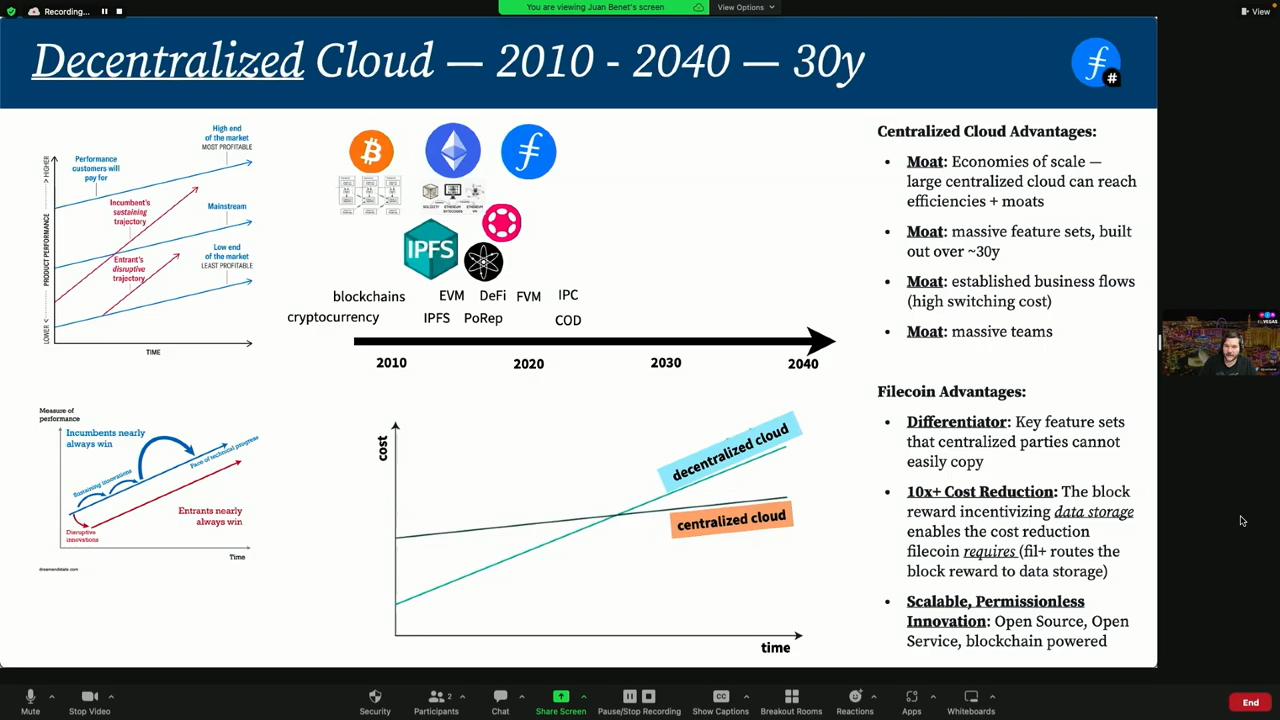 Recording...
You are viewing Juan Benet's screen
View Options
View
Decentralized Cloud — 2010 - 2040 — 30y
High end
of the market
MOST PROFITABLE
Performance
customers will
pay for
Incumbent's
sustaining
trajectory
Mainstream
Low end
of the market
LEAST PROFITABLE
Entrant's
disruptive
trajectory
LOWER <········ PRODUCT PERFORMANCE ········> HIGHER
TIME
IPFS
blockchains
EVM
DeFi
FVM
IPC
cryptocurrency
IPFS
PoRep
COD
2010
2020
2030
2040
Measure of
performance
Incumbents nearly
always win
Sustaining innovations
Pace of technical progress
Entrants nearly
always win
Disruptive
innovations
Time
dreamandstate.com
cost
decentralized cloud
centralized cloud
time
Centralized Cloud Advantages:
• Moat: Economies of scale —
large centralized cloud can reach
efficiencies + moats
• Moat: massive feature sets, built
out over ~30y
• Moat: established business flows
(high switching cost)
• Moat: massive teams
Filecoin Advantages:
• Differentiator: Key feature sets
that centralized parties cannot
easily copy
• 10x+ Cost Reduction: The block
reward incentivizing data storage
enables the cost reduction
filecoin requires (fil+ routes the
block reward to data storage)
• Scalable, Permissionless
Innovation: Open Source, Open
Service, blockchain powered
Mute
Stop Video
Security
Participants
2
Chat
Share Screen
Pause/Stop Recording
Show Captions
Breakout Rooms
Reactions
Apps
Whiteboards
End